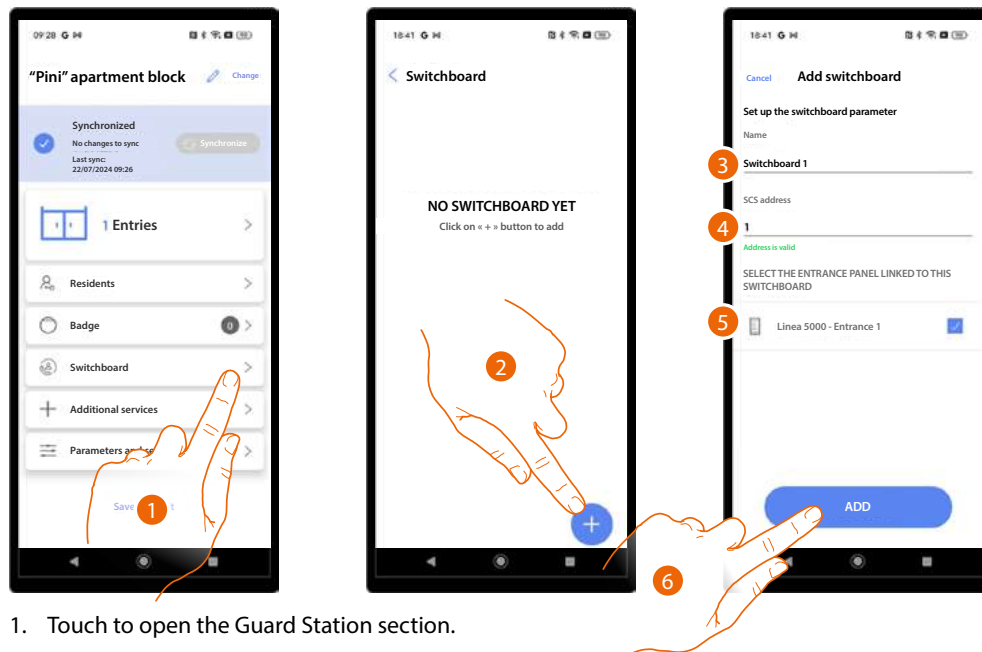 09:28 G
"Pini" apartment block
Change
Synchronized
No changes to sync
Last sync:
22/07/2024 09:26
Synchronize
1 Entries
Residents
Badge
0
Switchboard
Additional services
Parameters
Save
1
18:41 G
Switchboard
NO SWITCHBOARD YET
Click on « + » button to add
2
+
18:41 G
Cancel
Add switchboard
Set up the switchboard parameter
Name
3
Switchboard 1
SCS address
4
1
Address is valid
SELECT THE ENTRANCE PANEL LINKED TO THIS
SWITCHBOARD
5
Linea 5000 - Entrance 1
ADD
6
1. Touch to open the Guard Station section.